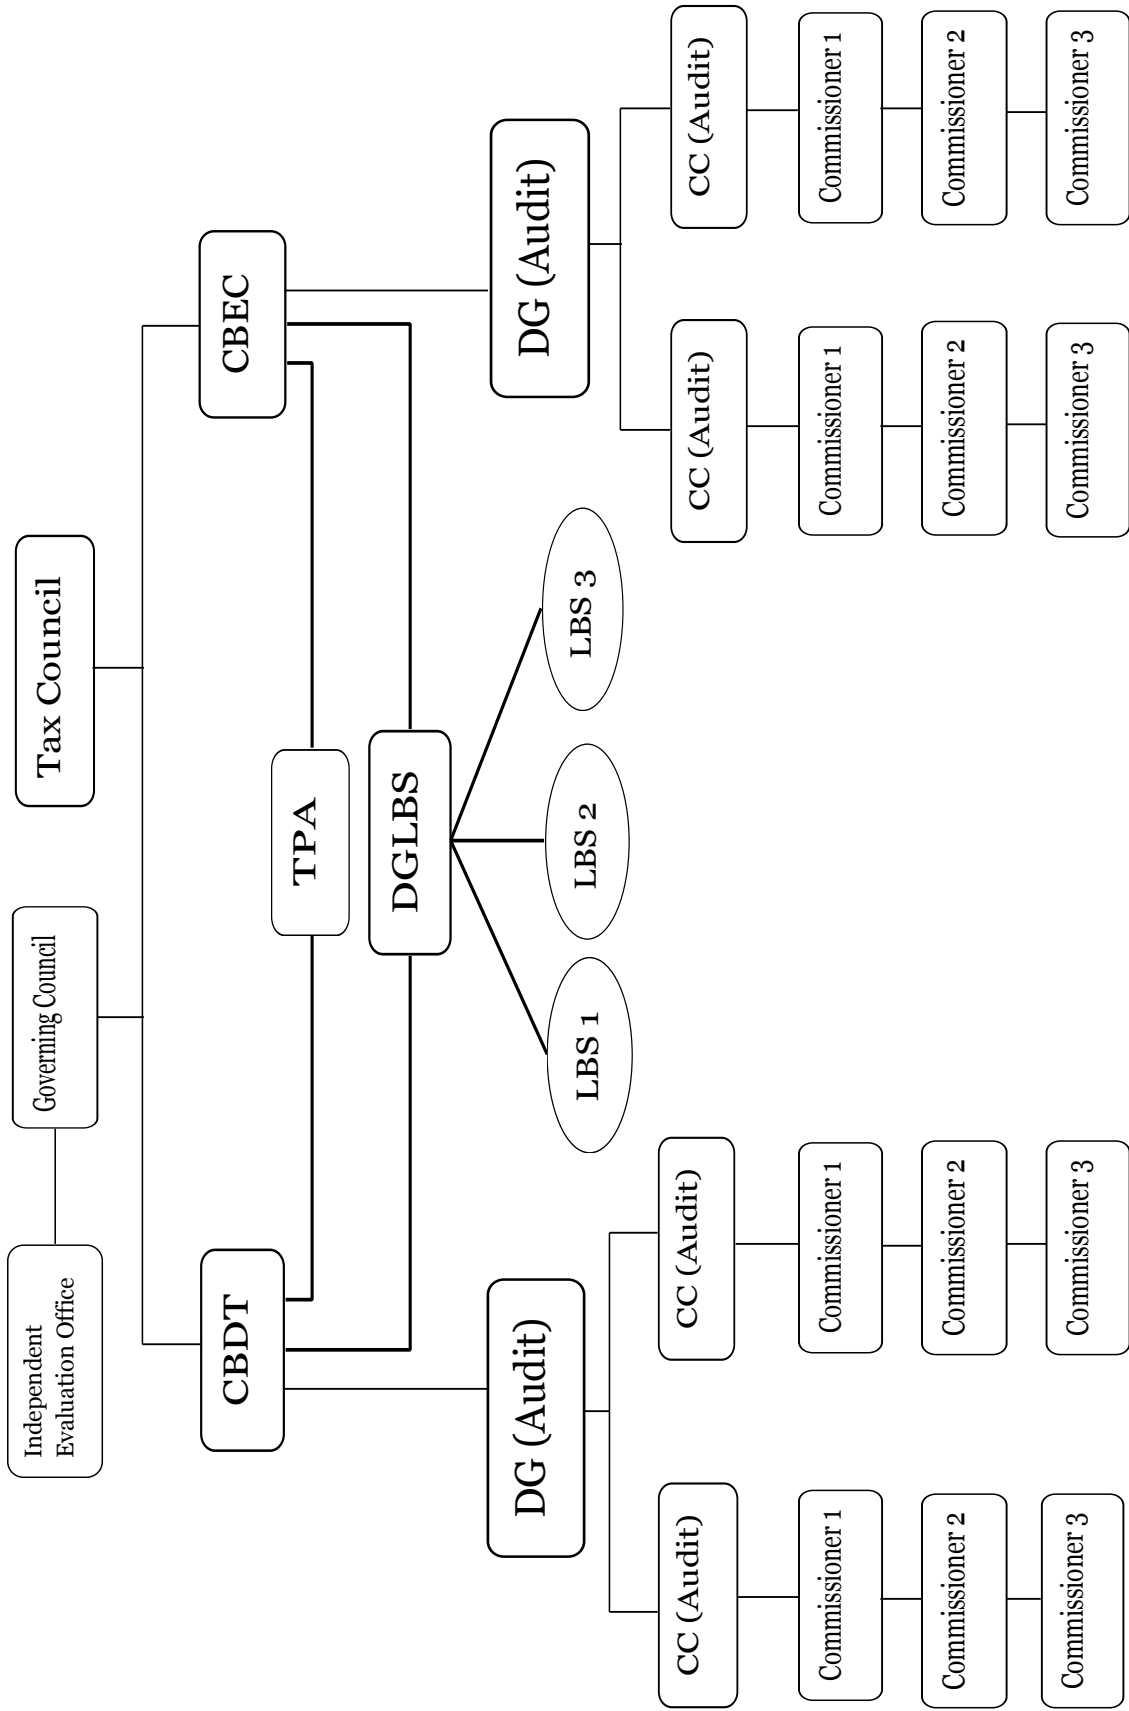 Independent
Evaluation Office
Governing Council
Tax Council
CBDT
CBEC
TPA
DGLBS
DG (Audit)
DG (Audit)
LBS 1
LBS 2
LBS 3
CC (Audit)
CC (Audit)
CC (Audit)
CC (Audit)
Commissioner 1
Commissioner 1
Commissioner 1
Commissioner 1
Commissioner 2
Commissioner 2
Commissioner 2
Commissioner 2
Commissioner 3
Commissioner 3
Commissioner 3
Commissioner 3